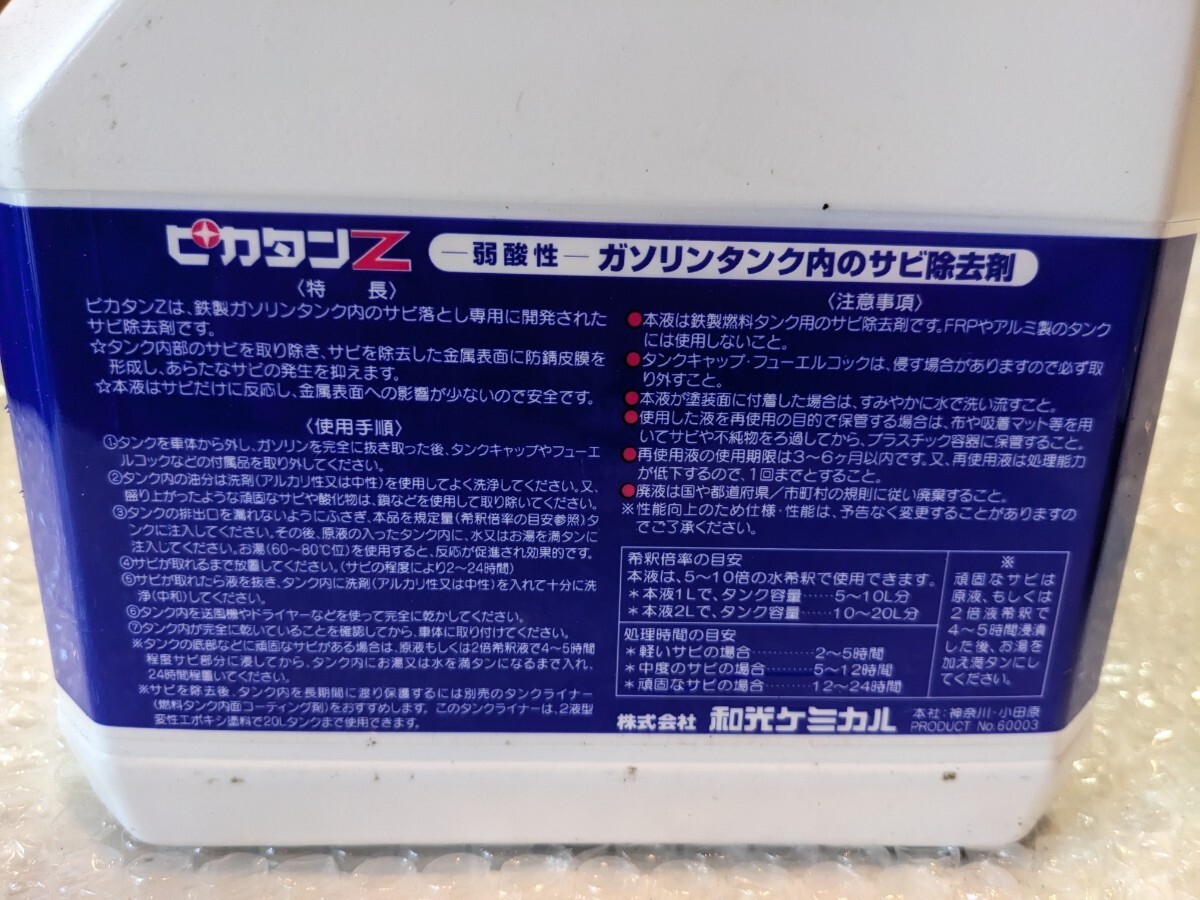 ピカタンZ
―弱酸性― ガソリンタンク内のサビ除去剤
〈特 長〉
ピカタンZは、鉄製ガソリンタンク内のサビ落とし専用に開発された
サビ除去剤です。
☆タンク内部のサビを取り除き、サビを除去した金属表面に防錆皮膜を
形成し、あらたなサビの発生を抑えます。
☆本液はサビだけに反応し、金属表面への影響が少ないので安全です。
〈使用手順〉
①タンクを車体から外し、ガソリンを完全に抜き取った後、タンクキャップやフューエ
ルコックなどの付属品を取り外してください。
②タンク内の油分は洗剤(アルカリ性又は中性)を使用してよく洗浄してください。又、
盛り上がったような頑固なサビや酸化物は、鎖などを使用して取り除いてください。
③タンクの排出口を漏れないようにふさぎ、本品を規定量(希釈倍率の目安参照)タ
ンクに注入してください。その後、原液の入ったタンク内に、水又はお湯を満タンに
注入してください。お湯(60~80℃位)を使用すると、反応が促進され効果的です。
④サビが取れるまで放置してください。(サビの程度により2~24時間)
⑤サビが取れたら液を抜き、タンク内に洗剤(アルカリ性又は中性)を入れて十分に洗
浄(中和)してください。
⑥タンク内を送風機やドライヤーなどを使って完全に乾かしてください。
⑦タンク内が完全に乾いていることを確認してから、車体に取り付けてください。
※タンクの底部などに頑固なサビがある場合は、原液もしくは2倍希釈液で4~5時間
程度サビ部分に浸してから、タンク内にお湯又は水を満タンになるまで入れ、
24時間程置いてください。
※サビを除去後、タンク内を長期間に渡り保護するには別売のタンクライナー
(燃料タンク内面コーティング剤)をおすすめします。このタンクライナーは、2液型
変性エポキシ塗料で20Lタンクまで使用できます。
〈注意事項〉
●本液は鉄製燃料タンク用のサビ除去剤です。FRPやアルミ製のタンク
には使用しないこと。
●タンクキャップ・フューエルコックは、侵す場合がありますので必ず取
り外すこと。
●本液が塗装面に付着した場合は、すみやかに水で洗い流すこと。
●使用した液を再使用の目的で保管する場合は、布や吸着マット等を用
いてサビや不純物をろ過してから、プラスチック容器に保管すること。
●再使用液の使用期限は3~6ヶ月以内です。又、再使用液は処理能力
が低下するので、1回までとすること。
●廃液は国や都道府県/市町村の規則に従い廃棄すること。
※性能向上のため仕様・性能は、予告なく変更することがありますの
でご了承ください。
希釈倍率の目安
本液は、5~10倍の水希釈で使用できます。
*本液1Lで、タンク容量……5~10L分
*本液2Lで、タンク容量……10~20L分
処理時間の目安
*軽いサビの場合………2~5時間
*中度のサビの場合………5~12時間
*頑固なサビの場合………12~24時間
※
頑固なサビは
原液、もしくは
2倍液希釈で
4~5時間浸漬
した後、お湯を
加え満タンにし
てください。
株式会社 和光ケミカル 本社:神奈川・小田原
PRODUCT No.60003